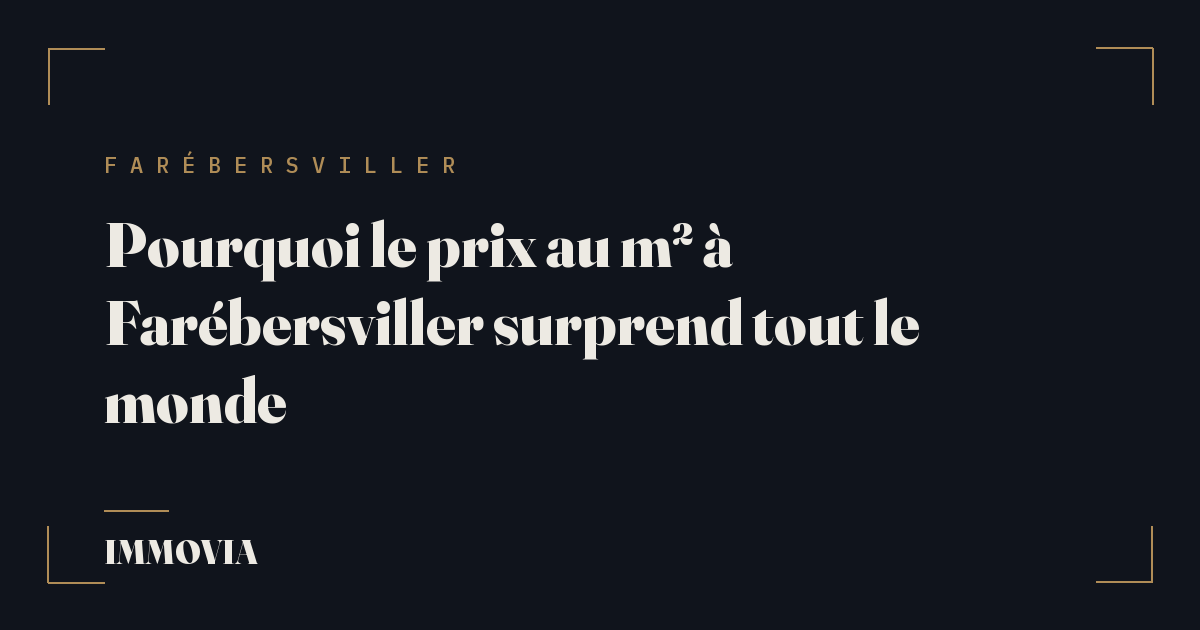 FARÉBERSVILLER
Pourquoi le prix au m² à
Farébersviller surprend tout le
monde
IMMOVIA